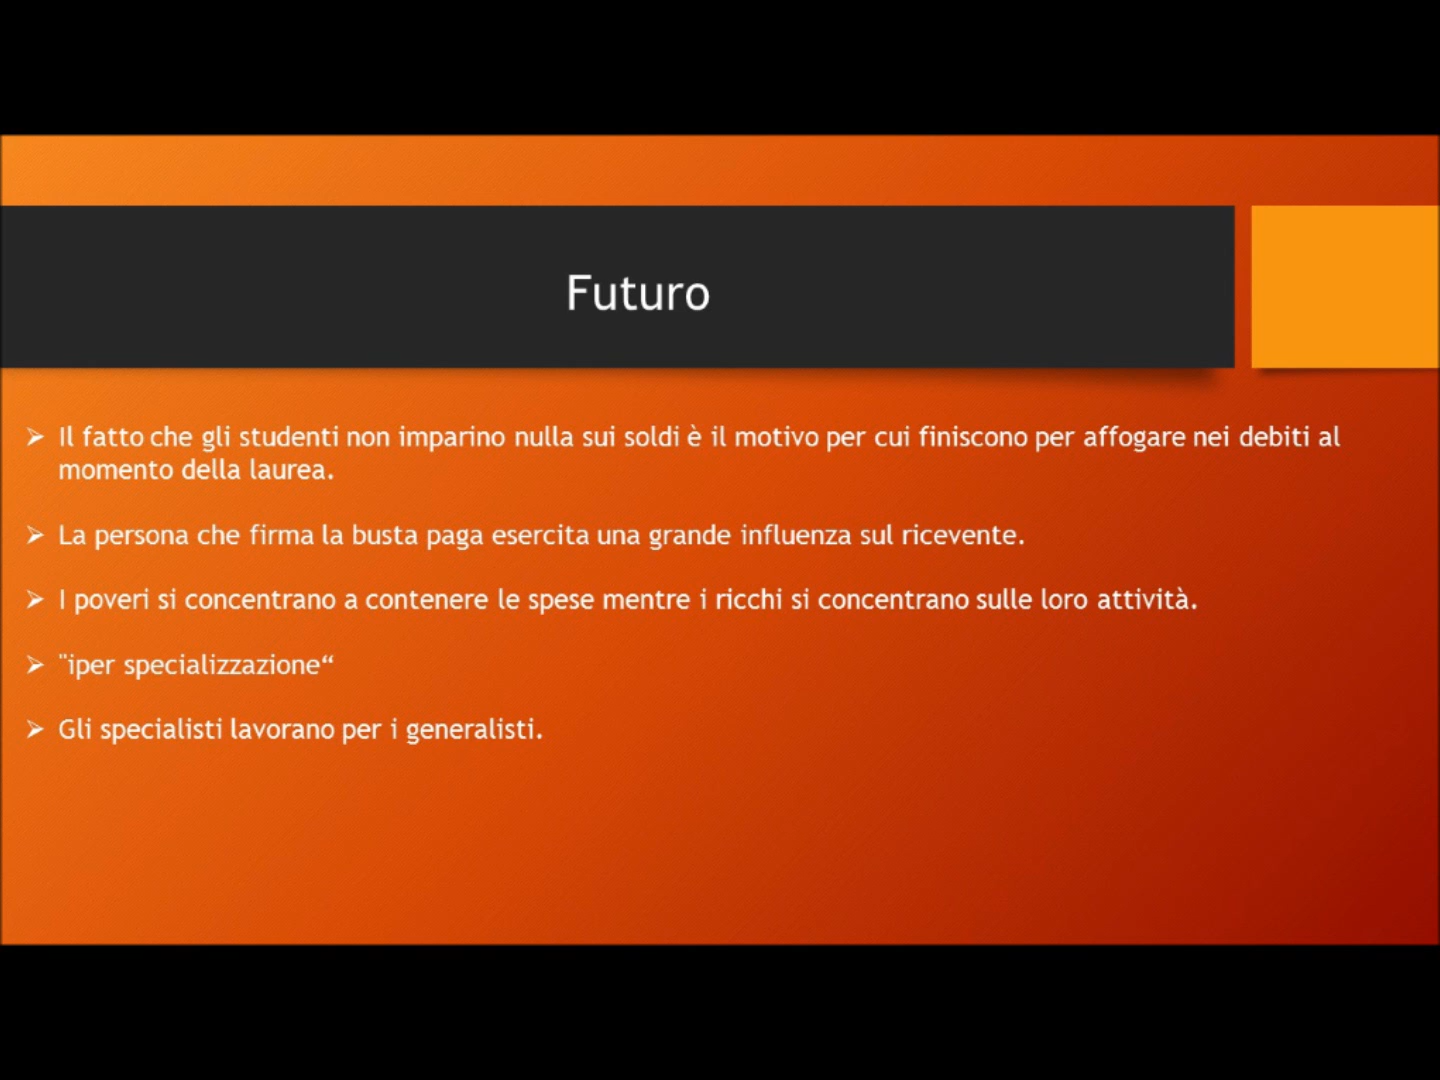 Futuro
➢ Il fatto che gli studenti non imparino nulla sui soldi è il motivo per cui finiscono per affogare nei debiti al
momento della laurea.
➢ La persona che firma la busta paga esercita una grande influenza sul ricevente.
➢ I poveri si concentrano a contenere le spese mentre i ricchi si concentrano sulle loro attività.
➢ "iper specializzazione“
➢ Gli specialisti lavorano per i generalisti.